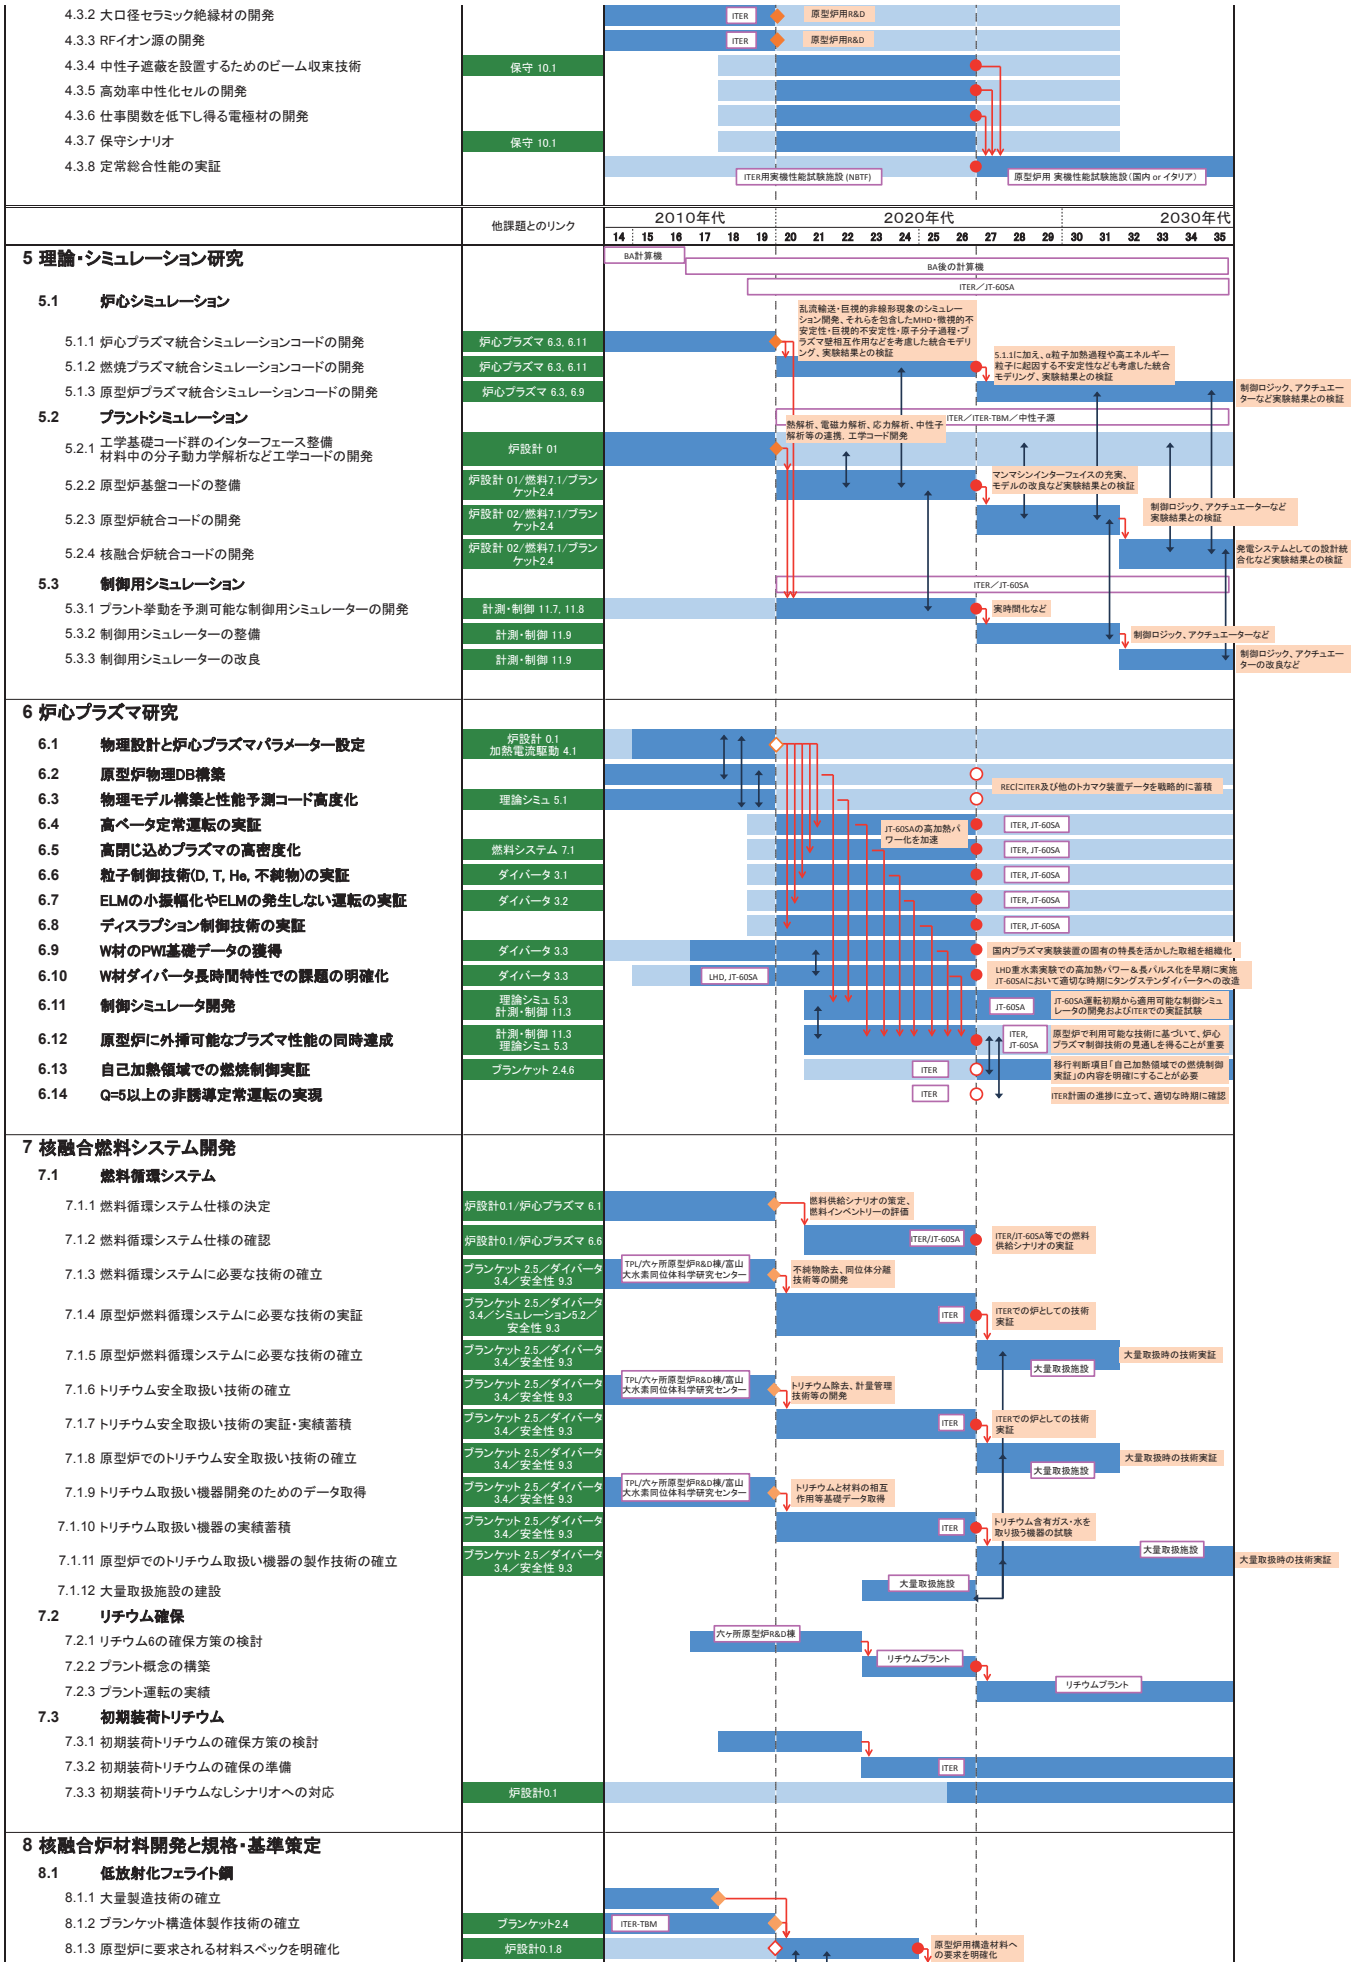 4.3.2 大口径セラミック絶縁材の開発
ITER
原型炉用R&D
4.3.3 RFイオン源の開発
ITER
原型炉用R&D
4.3.4 中性子遮蔽を設置するためのビーム収束技術
保守 10.1
4.3.5 高効率中性化セルの開発
4.3.6 仕事関数を低下し得る電極材の開発
4.3.7 保守シナリオ
保守 10.1
4.3.8 定常総合性能の実証
ITER用実機性能試験施設 (NBTF)
原型炉用 実機性能試験施設(国内 or イタリア)
他課題とのリンク
2010年代
2020年代
2030年代
14 15 16 17 18 19 20 21 22 23 24 25 26 27 28 29 30 31 32 33 34 35
5 理論・シミュレーション研究
BA計算機
BA後の計算機
ITER/JT-60SA
5.1 炉心シミュレーション
乱流輸送・巨視的非線形現象のシミュレー
ション開発、それらを包含したMHD・微視的不
安定性・巨視的不安定性・原子分子過程・プ
ラズマ壁相互作用などを考慮した統合モデリ
ング、実験結果との検証
5.1.1 炉心プラズマ統合シミュレーションコードの開発
炉心プラズマ 6.3, 6.11
5.1.2 燃焼プラズマ統合シミュレーションコードの開発
炉心プラズマ 6.3, 6.11
5.1.1に加え、α粒子加熱過程や高エネルギー
粒子に起因する不安定性なども考慮した統合
モデリング、実験結果との検証
5.1.3 原型炉プラズマ統合シミュレーションコードの開発
炉心プラズマ 6.3, 6.9
制御ロジック、アクチュエー
ターなど実験結果との検証
5.2 プラントシミュレーション
ITER/ITER-TBM/中性子源
熱解析、電磁力解析、応力解析、中性子
解析等の連携、工学コード開発
5.2.1 工学基礎コード群のインターフェース整備
材料中の分子動力学解析など工学コードの開発
炉設計 01
5.2.2 原型炉基盤コードの整備
炉設計 01/燃料7.1/ブラン
ケット2.4
マンマシンインターフェイスの充実、
モデルの改良など実験結果との検証
5.2.3 原型炉統合コードの開発
炉設計 02/燃料7.1/ブラン
ケット2.4
制御ロジック、アクチュエーターなど
実験結果との検証
5.2.4 核融合炉統合コードの開発
炉設計 02/燃料7.1/ブラン
ケット2.4
発電システムとしての設計統
合化など実験結果との検証
5.3 制御用シミュレーション
ITER/JT-60SA
5.3.1 プラント挙動を予測可能な制御用シミュレーターの開発
計測・制御 11.7, 11.8
実時間化など
5.3.2 制御用シミュレーターの整備
計測・制御 11.9
制御ロジック、アクチュエーターなど
5.3.3 制御用シミュレーターの改良
計測・制御 11.9
制御ロジック、アクチュエー
ターの改良など
6 炉心プラズマ研究
6.1 物理設計と炉心プラズマパラメーター設定
炉設計 0.1
加熱電流駆動 4.1
6.2 原型炉物理DB構築
RECにITER及び他のトカマク装置データを戦略的に蓄積
6.3 物理モデル構築と性能予測コード高度化
理論シミュ 5.1
6.4 高ベータ定常運転の実証
JT-60SAの高加熱パ
ワー化を加速
ITER, JT-60SA
6.5 高閉じ込めプラズマの高密度化
燃料システム 7.1
ITER, JT-60SA
6.6 粒子制御技術(D, T, He, 不純物)の実証
ダイバータ 3.1
ITER, JT-60SA
6.7 ELMの小振幅化やELMの発生しない運転の実証
ダイバータ 3.2
ITER, JT-60SA
6.8 ディスラプション制御技術の実証
ITER, JT-60SA
6.9 W材のPWI基礎データの獲得
ダイバータ 3.3
国内プラズマ実験装置の固有の特長を活かした取組を組織化
6.10 W材ダイバータ長時間特性での課題の明確化
ダイバータ 3.3
LHD, JT-60SA
LHD重水素実験での高加熱パワー＆長パルス化を早期に実施
JT-60SAにおいて適切な時期にタングステンダイバータへの改造
6.11 制御シミュレータ開発
理論シミュ 5.3
計測・制御 11.3
JT-60SA
JT-60SA運転初期から適用可能な制御シミュ
レータの開発およびITERでの実証試験
6.12 原型炉に外挿可能なプラズマ性能の同時達成
計測・制御 11.3
理論シミュ 5.3
ITER,
JT-60SA
原型炉で利用可能な技術に基づいて、炉心
プラズマ制御技術の見通しを得ることが重要
6.13 自己加熱領域での燃焼制御実証
ブランケット 2.4.6
ITER
移行判断項目「自己加熱領域での燃焼制御
実証」の内容を明確にすることが必要
6.14 Q=5以上の非誘導定常運転の実現
ITER
ITER計画の進捗に立って、適切な時期に確認
7 核融合燃料システム開発
7.1 燃料循環システム
7.1.1 燃料循環システム仕様の決定
炉設計0.1/炉心プラズマ 6.1
燃料供給シナリオの策定、
燃料インベントリーの評価
7.1.2 燃料循環システム仕様の確認
炉設計0.1/炉心プラズマ 6.6
ITER/JT-60SA
ITER/JT-60SA等での燃料
供給シナリオの実証
7.1.3 燃料循環システムに必要な技術の確立
ブランケット 2.5/ダイバータ
3.4/安全性 9.3
TPL/六ヶ所原型炉R&D棟/富山
大水素同位体科学研究センター
不純物除去、同位体分離
技術等の開発
7.1.4 原型炉燃料循環システムに必要な技術の実証
ブランケット 2.5/ダイバータ
3.4/シミュレーション5.2/
安全性 9.3
ITER
ITERでの炉としての技術
実証
7.1.5 原型炉燃料循環システムに必要な技術の確立
ブランケット 2.5/ダイバータ
3.4/安全性 9.3
大量取扱施設
大量取扱時の技術実証
7.1.6 トリチウム安全取扱い技術の確立
ブランケット 2.5/ダイバータ
3.4/安全性 9.3
TPL/六ヶ所原型炉R&D棟/富山
大水素同位体科学研究センター
トリチウム除去、計量管理
技術等の開発
7.1.7 トリチウム安全取扱い技術の実証・実績蓄積
ブランケット 2.5/ダイバータ
3.4/安全性 9.3
ITER
ITERでの炉としての技術
実証
7.1.8 原型炉でのトリチウム安全取扱い技術の確立
ブランケット 2.5/ダイバータ
3.4/安全性 9.3
大量取扱施設
大量取扱時の技術実証
7.1.9 トリチウム取扱い機器開発のためのデータ取得
ブランケット 2.5/ダイバータ
3.4/安全性 9.3
TPL/六ヶ所原型炉R&D棟/富山
大水素同位体科学研究センター
トリチウムと材料の相互
作用等基礎データ取得
7.1.10 トリチウム取扱い機器の実績蓄積
ブランケット 2.5/ダイバータ
3.4/安全性 9.3
ITER
トリチウム含有ガス・水を
取り扱う機器の試験
7.1.11 原型炉でのトリチウム取扱い機器の製作技術の確立
ブランケット 2.5/ダイバータ
3.4/安全性 9.3
大量取扱施設
大量取扱時の技術実証
7.1.12 大量取扱施設の建設
大量取扱施設
7.2 リチウム確保
7.2.1 リチウム6の確保方策の検討
六ヶ所原型炉R&D棟
7.2.2 プラント概念の構築
リチウムプラント
7.2.3 プラント運転の実績
リチウムプラント
7.3 初期装荷トリチウム
7.3.1 初期装荷トリチウムの確保方策の検討
7.3.2 初期装荷トリチウムの確保の準備
ITER
7.3.3 初期装荷トリチウムなしシナリオへの対応
炉設計0.1
8 核融合炉材料開発と規格・基準策定
8.1 低放射化フェライト鋼
8.1.1 大量製造技術の確立
8.1.2 ブランケット構造体製作技術の確立
ブランケット2.4
ITER-TBM
8.1.3 原型炉に要求される材料スペックを明確化
炉設計0.1.8
原型炉用構造材料へ
の要求を明確化